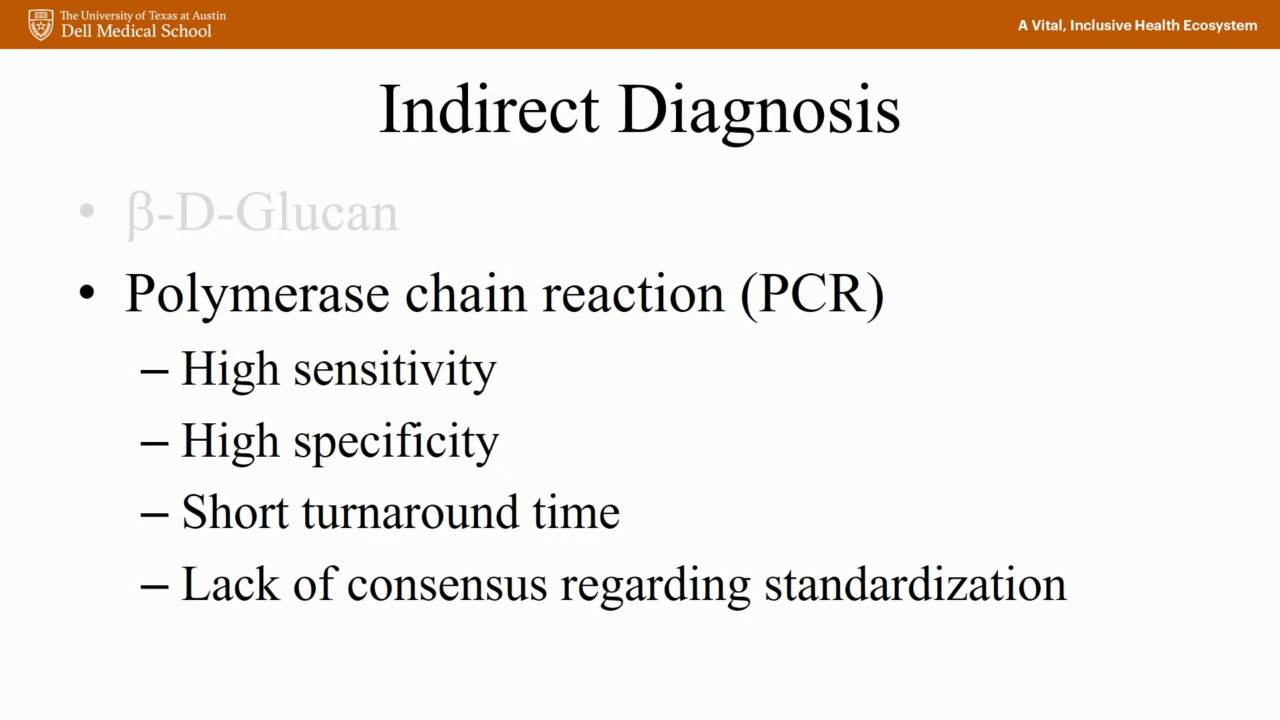 The University of Texas at Austin
Dell Medical School
A Vital, Inclusive Health Ecosystem
Indirect Diagnosis
• β-D-Glucan
• Polymerase chain reaction (PCR)
– High sensitivity
– High specificity
– Short turnaround time
– Lack of consensus regarding standardization